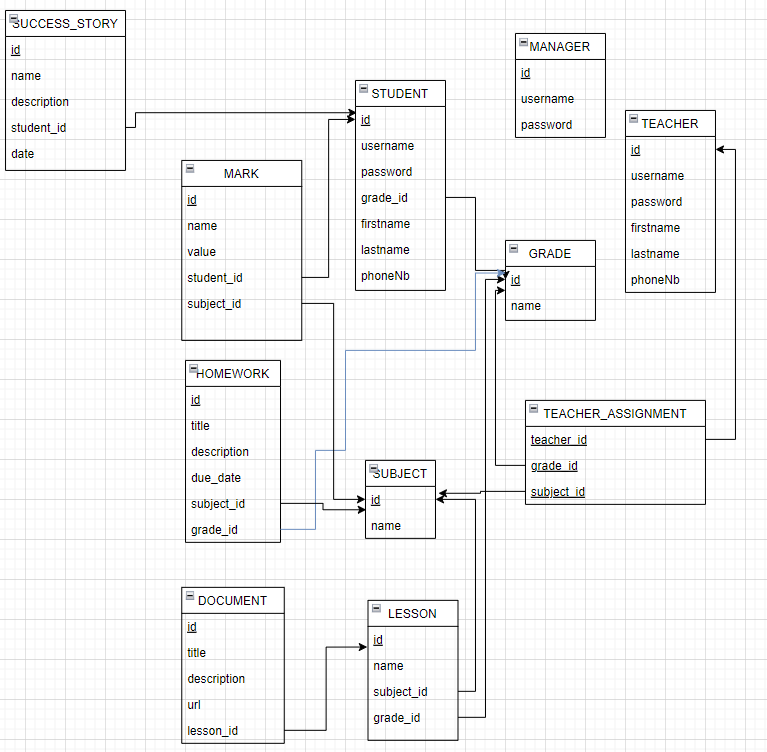 SUCCESS_STORY
id
name
description
student_id
date
MANAGER
id
username
password
STUDENT
id
username
password
grade_id
firstname
lastname
phoneNb
TEACHER
id
username
password
firstname
lastname
phoneNb
MARK
id
name
value
student_id
subject_id
GRADE
id
name
HOMEWORK
id
title
description
due_date
subject_id
grade_id
TEACHER_ASSIGNMENT
teacher_id
grade_id
subject_id
SUBJECT
id
name
DOCUMENT
id
title
description
url
lesson_id
LESSON
id
name
subject_id
grade_id